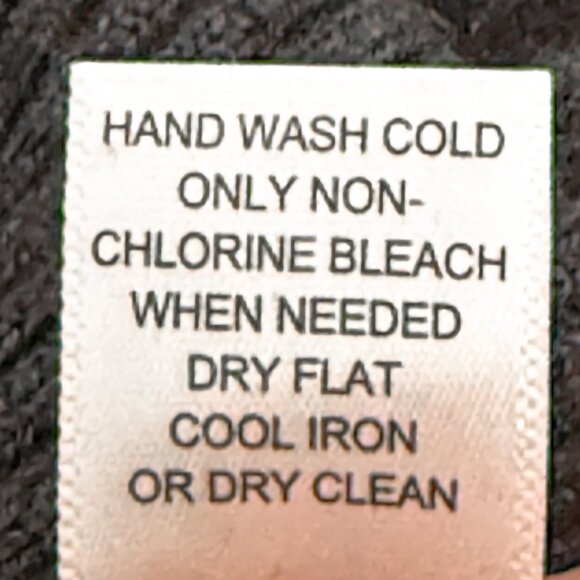 HAND WASH COLD
ONLY NON-
CHLORINE BLEACH
WHEN NEEDED
DRY FLAT
COOL IRON
OR DRY CLEAN